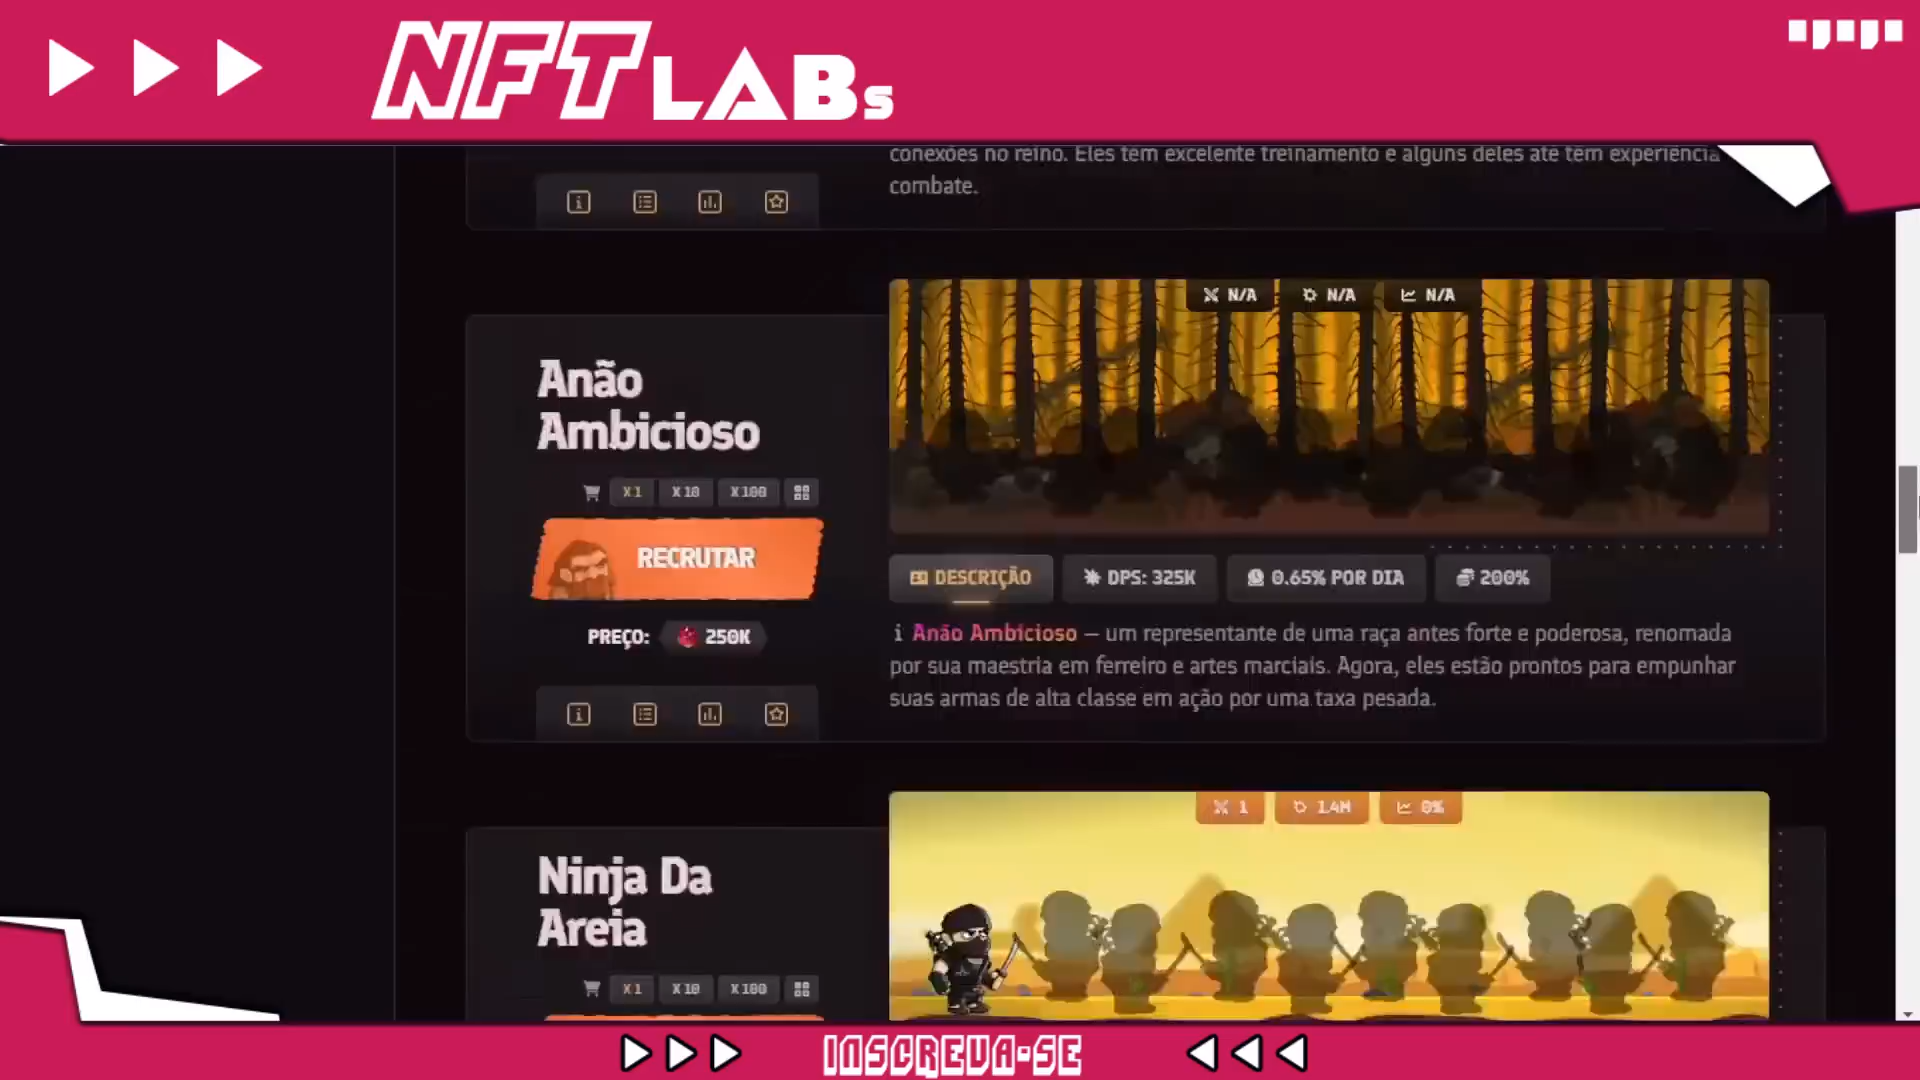 NFT LABs
conexões no reino. Eles têm excelente treinamento e alguns deles até têm experiência
combate.
N/A N/A N/A
Anão
Ambicioso
X1 X10 X100
RECRUTAR
PREÇO: 250K
DESCRIÇÃO DPS: 325K 0.65% POR DIA 200%
i Anão Ambicioso — um representante de uma raça antes forte e poderosa, renomada
por sua maestria em ferreiro e artes marciais. Agora, eles estão prontos para empunhar
suas armas de alta classe em ação por uma taxa pesada.
1 1.4M 0%
Ninja Da
Areia
X1 X10 X100
INSCREVA-SE